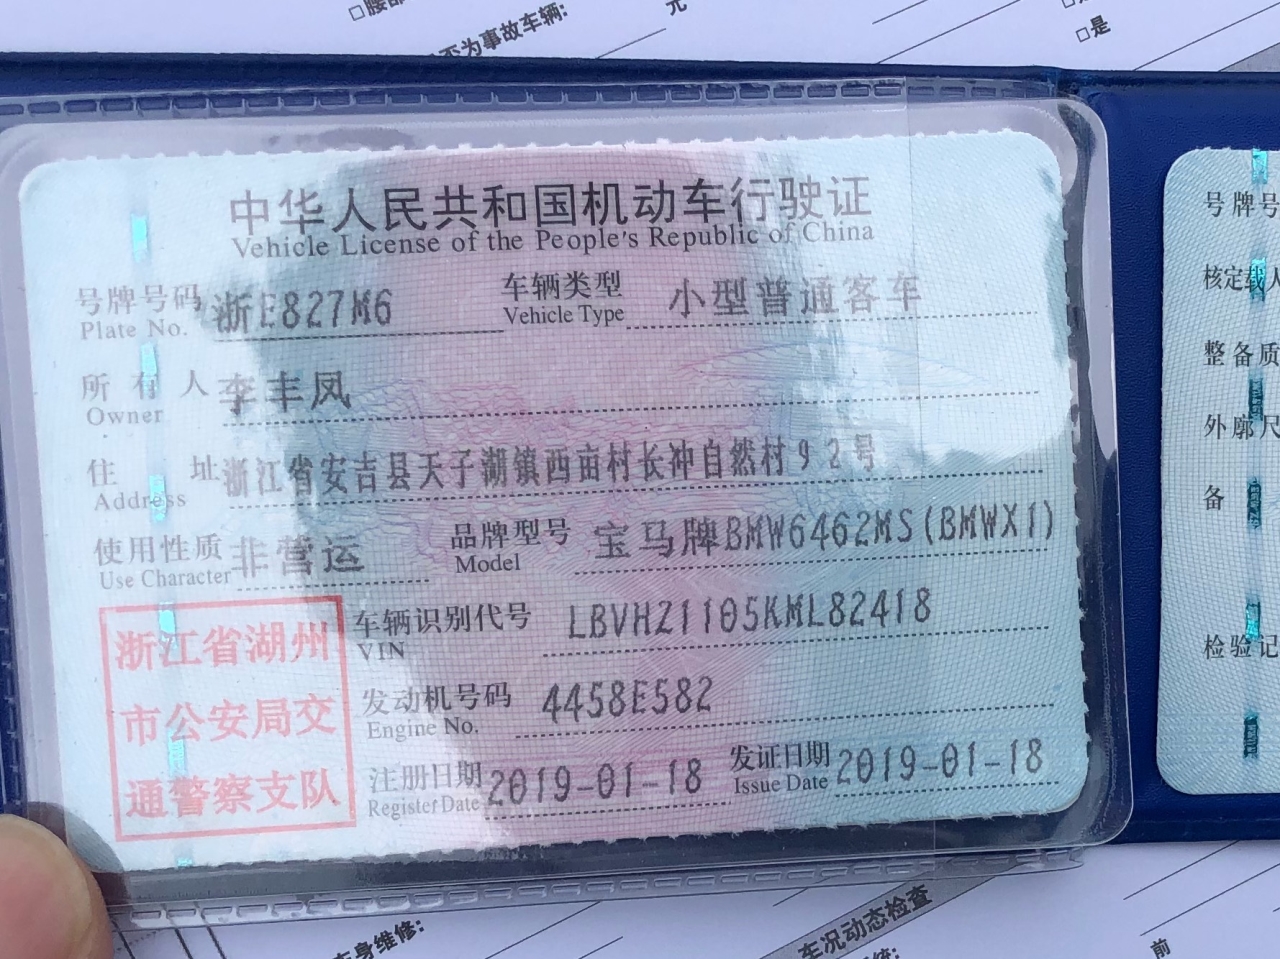 □是
否为事故车辆:
元
中华人民共和国机动车行驶证
Vehicle License of the People's Republic of China
号牌号码 浙E827M6 车辆类型 小型普通客车
Plate No. Vehicle Type
所有人 李丰凤
Owner
住址 浙江省安吉县天子湖镇西亩村长冲自然村92号
Address
使用性质 非营运 品牌型号 宝马牌BMW6462MS(BMWX1)
Use Character Model
浙江省湖州
市公安局交
通警察支队
车辆识别代号 LBVHZ1105KML82418
VIN
发动机号码 4458E582
Engine No.
注册日期 2019-01-18 发证日期 2019-01-18
Register Date Issue Date
号牌号
核定载人
整备质
外廓尺
备
检验记
车身维修:
车况动态检查
前